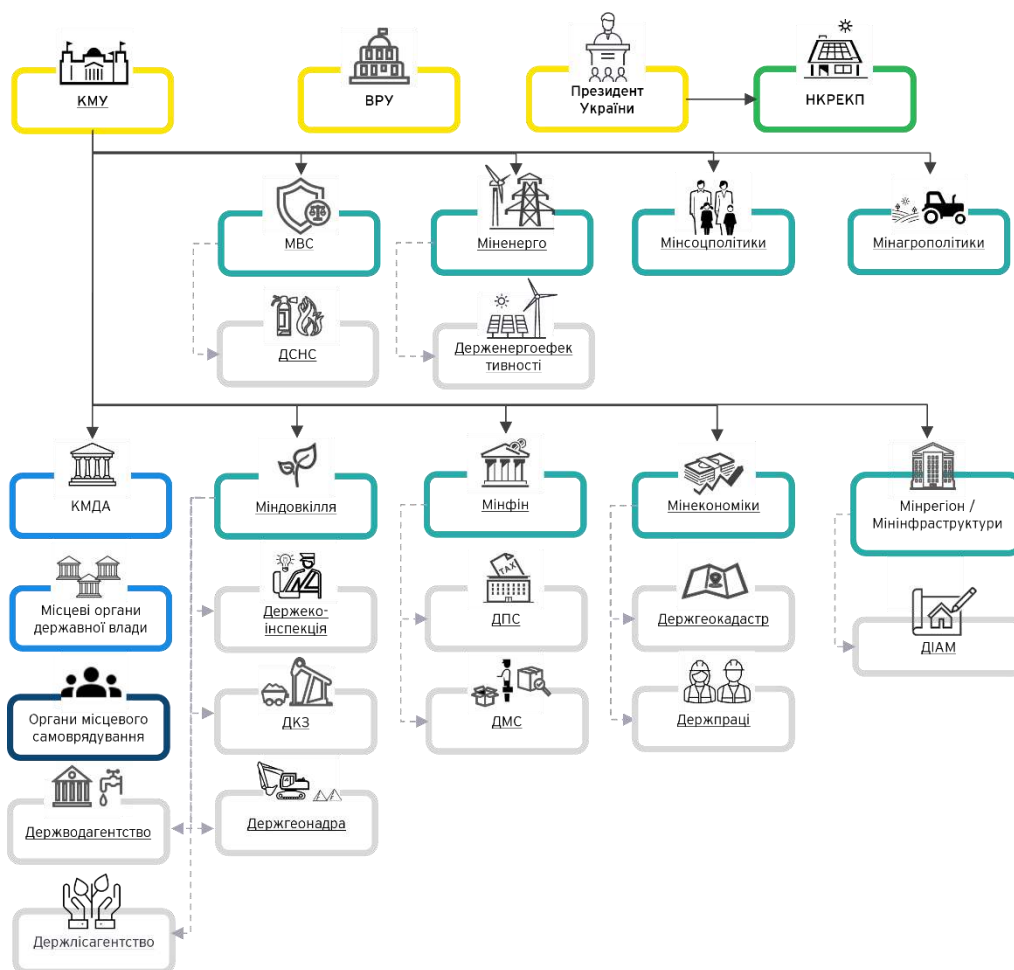 КМУ
ВРУ
Президент
України
НКРЕКП
МВС
Міненерго
Мінсоцполітики
Мінагрополітики
ДСНС
Держенергоефек
тивності
КМДА
Міндовкілля
Мінфін
Мінекономіки
Мінрегіон /
Мінінфраструктури
Місцеві органи
державної влади
Держеко-
інспекція
TAX
ДПС
Держгеокадастр
ДІАМ
Органи місцевого
самоврядування
ДКЗ
ДМС
Держпраці
Держводагентство
Держгеонадра
Держлісагентство